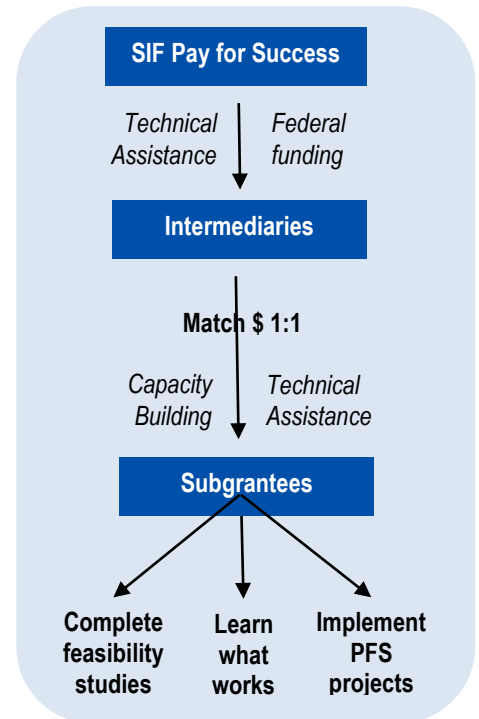 SIF Pay for Success
Technical Assistance
Federal funding
Intermediaries
Match $ 1:1
Capacity Building
Technical Assistance
Subgrantees
Complete feasibility studies
Learn what works
Implement PFS projects